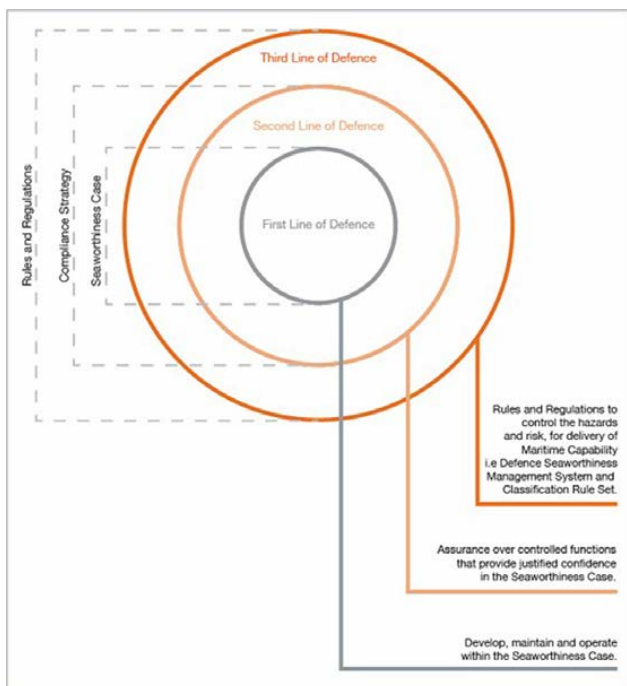 Third Line of Defence
Second Line of Defence
First Line of Defence
Rules and Regulations
Compliance Strategy
Seaworthiness Case
Rules and Regulations to
control the hazards
and risk, for delivery of
Maritime Capability
i.e Defence Seaworthiness
Management System and
Classification Rule Set.
Assurance over controlled functions
that provide justified confidence
in the Seaworthiness Case.
Develop, maintain and operate
within the Seaworthiness Case.